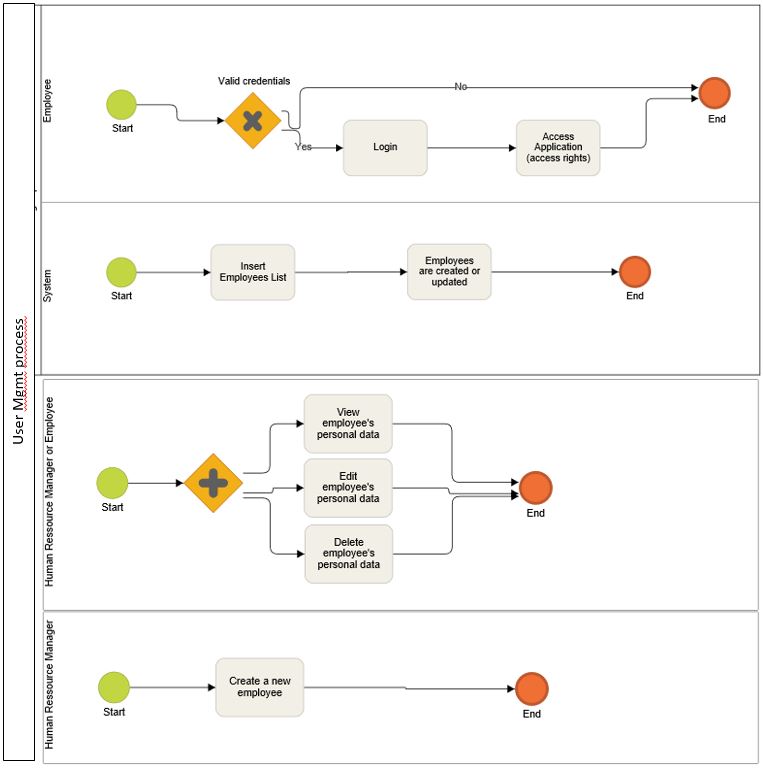 User Mgmt process
Employee
Valid credentials
Start
No
Yes
Login
Access
Application
(access rights)
End
System
Start
Insert
Employees List
Employees
are created or
updated
End
Human Ressource Manager or Employee
Start
View
employee's
personal data
Edit
employee's
personal data
Delete
employee's
personal data
End
Human Ressource Manager
Start
Create a new
employee
End